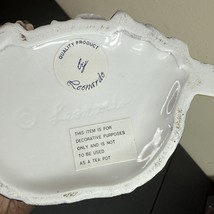 QUALITY PRODUCT
by
Leonardo
THIS ITEM IS FOR
DECORATIVE PURPOSES
ONLY AND IS NOT
TO BE USED
AS A TEA POT